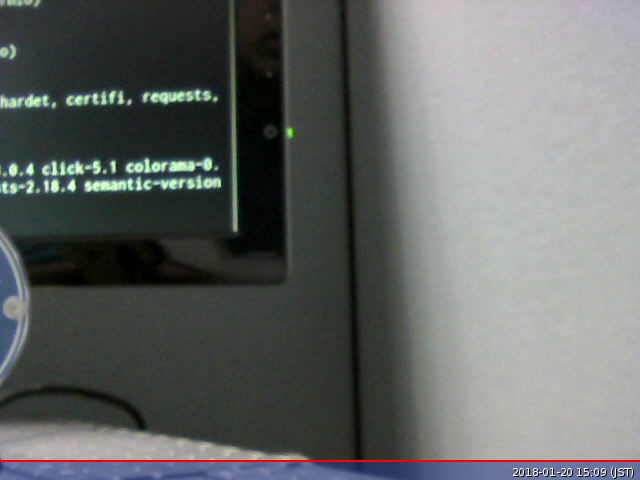 o)
hardet, certifi, requests,
.0.4 click-5.1 colorama-0.
ts-2.18.4 semantic-version
2018-01-20 15:09 (JST)